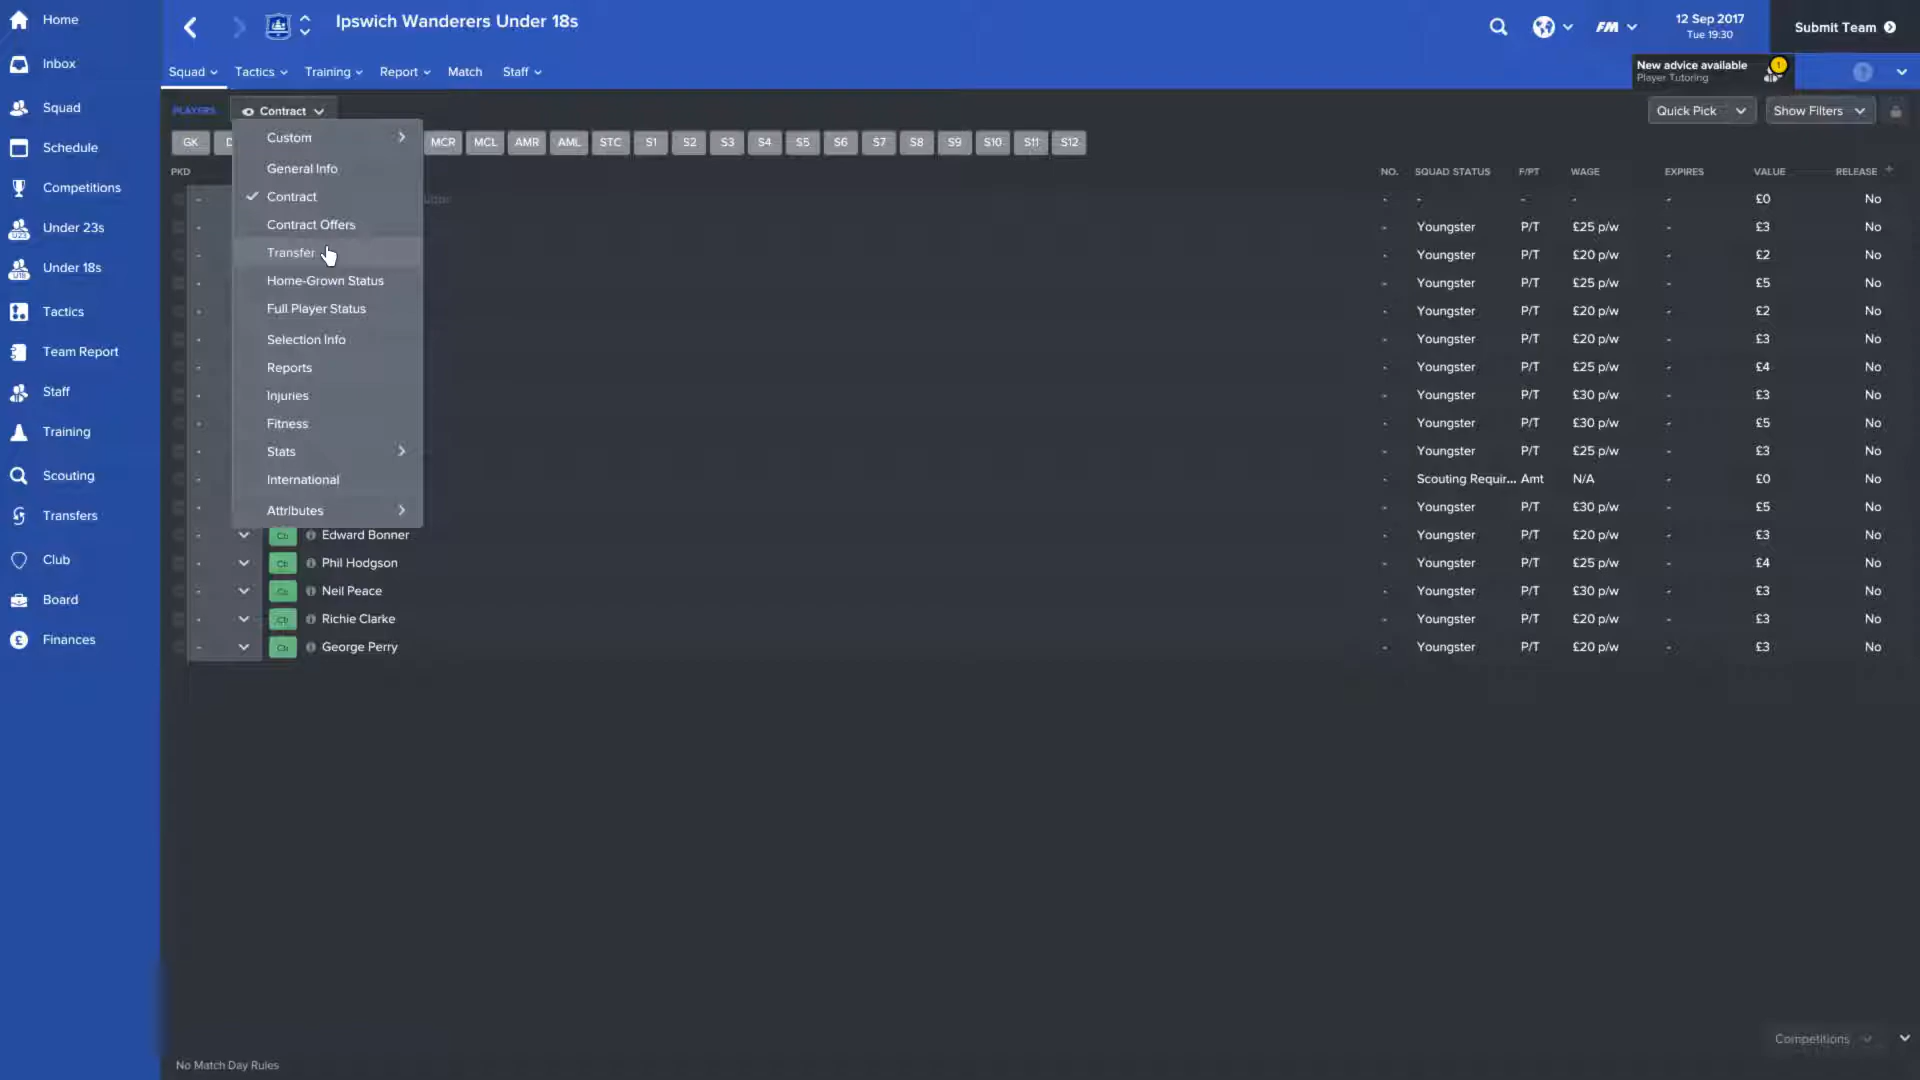 Home
Inbox
Squad
Schedule
Competitions
Under 23s
Under 18s
Tactics
Team Report
Staff
Training
Scouting
Transfers
Club
Board
Finances
Ipswich Wanderers Under 18s
FM
12 Sep 2017
Tue 19:30
Submit Team
Squad Tactics Training Report Match Staff
New advice available
Player Tutoring
1
PLAYERS Contract
Quick Pick Show Filters
GK D MCR MCL AMR AML STC S1 S2 S3 S4 S5 S6 S7 S8 S9 S10 S11 S12
Custom
General Info
Contract
Contract Offers
Transfer
Home-Grown Status
Full Player Status
Selection Info
Reports
Injuries
Fitness
Stats
International
Attributes
PKD NO. SQUAD STATUS F/PT WAGE EXPIRES VALUE RELEASE
- - - - - - £0 No
- - Youngster P/T £25 p/w - £3 No
- - Youngster P/T £20 p/w - £2 No
- - Youngster P/T £25 p/w - £5 No
- - Youngster P/T £20 p/w - £2 No
- - Youngster P/T £20 p/w - £3 No
- - Youngster P/T £25 p/w - £4 No
- - Youngster P/T £30 p/w - £3 No
- - Youngster P/T £30 p/w - £5 No
- - Youngster P/T £25 p/w - £3 No
- - Scouting Requir... Amt N/A - £0 No
- - Youngster P/T £30 p/w - £5 No
- Edward Bonner - Youngster P/T £20 p/w - £3 No
- Phil Hodgson - Youngster P/T £25 p/w - £4 No
- Neil Peace - Youngster P/T £30 p/w - £3 No
- Richie Clarke - Youngster P/T £20 p/w - £3 No
- George Perry - Youngster P/T £20 p/w - £3 No
Competitions
No Match Day Rules